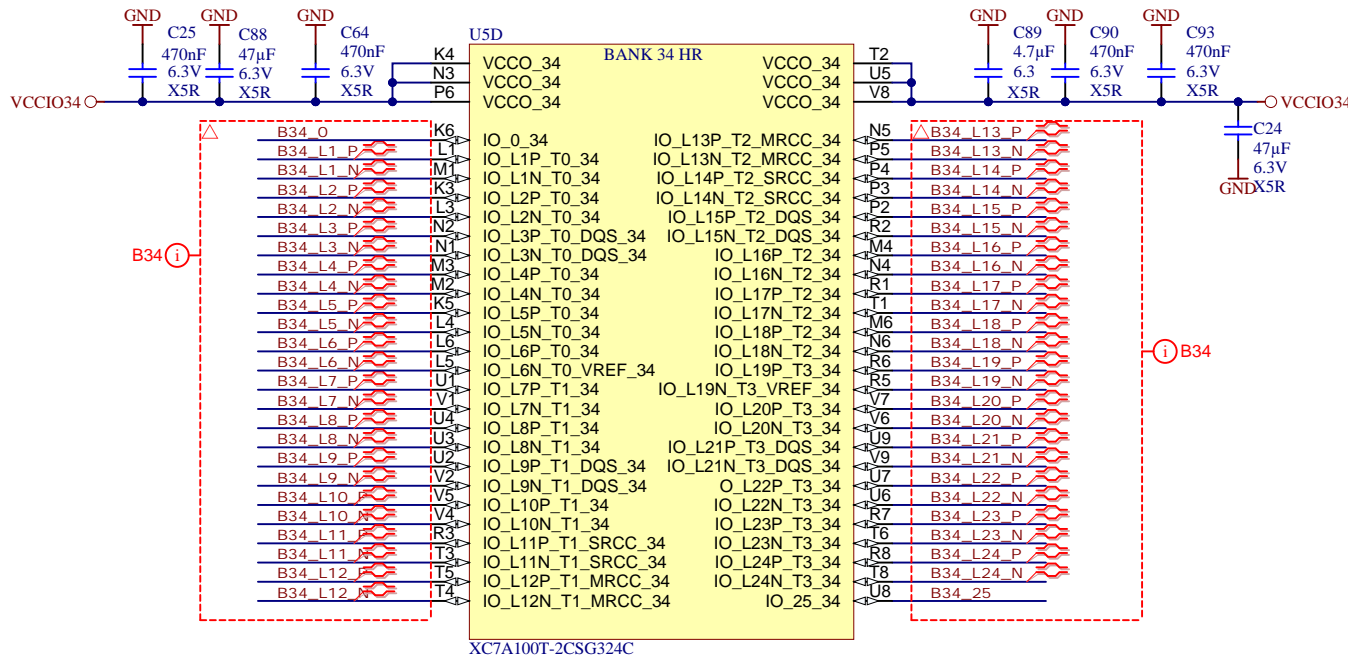 GND GND GND GND GND GND
C25 C88 C64 C89 C90 C93
470nF 47µF 470nF 4.7µF 470nF 470nF
6.3V 6.3V 6.3V 6.3 6.3V 6.3V
X5R X5R X5R X5R X5R X5R
U5D
BANK 34 HR
K4 VCCO_34 VCCO_34 T2
N3 VCCO_34 VCCO_34 U5
P6 VCCO_34 VCCO_34 V8
VCCIO34 VCCIO34
C24
47µF
6.3V
X5R
GND
B34_0 K6 IO_0_34 IO_L13P_T2_MRCC_34 N5 B34_L13_P
B34_L1_P L1 IO_L1P_T0_34 IO_L13N_T2_MRCC_34 P5 B34_L13_N
B34_L1_N M1 IO_L1N_T0_34 IO_L14P_T2_SRCC_34 P4 B34_L14_P
B34_L2_P K3 IO_L2P_T0_34 IO_L14N_T2_SRCC_34 P3 B34_L14_N
B34_L2_N L3 IO_L2N_T0_34 IO_L15P_T2_DQS_34 P2 B34_L15_P
B34_L3_P N2 IO_L3P_T0_DQS_34 IO_L15N_T2_DQS_34 R2 B34_L15_N
B34_L3_N N1 IO_L3N_T0_DQS_34 IO_L16P_T2_34 M4 B34_L16_P
B34_L4_P M3 IO_L4P_T0_34 IO_L16N_T2_34 N4 B34_L16_N
B34_L4_N M2 IO_L4N_T0_34 IO_L17P_T2_34 R1 B34_L17_P
B34_L5_P K5 IO_L5P_T0_34 IO_L17N_T2_34 T1 B34_L17_N
B34_L5_N L4 IO_L5N_T0_34 IO_L18P_T2_34 M6 B34_L18_P
B34_L6_P L6 IO_L6P_T0_34 IO_L18N_T2_34 N6 B34_L18_N
B34_L6_N L5 IO_L6N_T0_VREF_34 IO_L19P_T3_34 R6 B34_L19_P
B34_L7_P U1 IO_L7P_T1_34 IO_L19N_T3_VREF_34 R5 B34_L19_N
B34_L7_N V1 IO_L7N_T1_34 IO_L20P_T3_34 V7 B34_L20_P
B34_L8_P U4 IO_L8P_T1_34 IO_L20N_T3_34 V6 B34_L20_N
B34_L8_N U3 IO_L8N_T1_34 IO_L21P_T3_DQS_34 U9 B34_L21_P
B34_L9_P U2 IO_L9P_T1_DQS_34 IO_L21N_T3_DQS_34 V9 B34_L21_N
B34_L9_N V2 IO_L9N_T1_DQS_34 O_L22P_T3_34 U7 B34_L22_P
B34_L10_P V5 IO_L10P_T1_34 IO_L22N_T3_34 U6 B34_L22_N
B34_L10_N V4 IO_L10N_T1_34 IO_L23P_T3_34 R7 B34_L23_P
B34_L11_P R3 IO_L11P_T1_SRCC_34 IO_L23N_T3_34 T6 B34_L23_N
B34_L11_N T3 IO_L11N_T1_SRCC_34 IO_L24P_T3_34 R8 B34_L24_P
B34_L12_P T5 IO_L12P_T1_MRCC_34 IO_L24N_T3_34 T8 B34_L24_N
B34_L12_N T4 IO_L12N_T1_MRCC_34 IO_25_34 U8 B34_25
B34 i
i B34
XC7A100T-2CSG324C